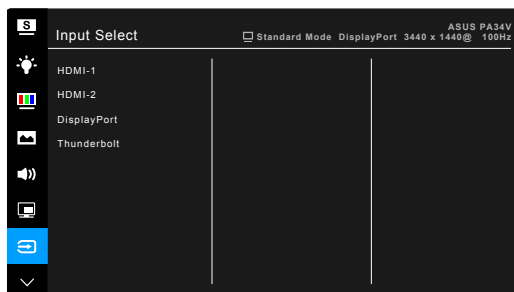 S
ASUS PA34V
Input Select
Standard Mode DisplayPort 3440 x 1440@ 100Hz
HDMI-1
HDMI-2
DisplayPort
Thunderbolt